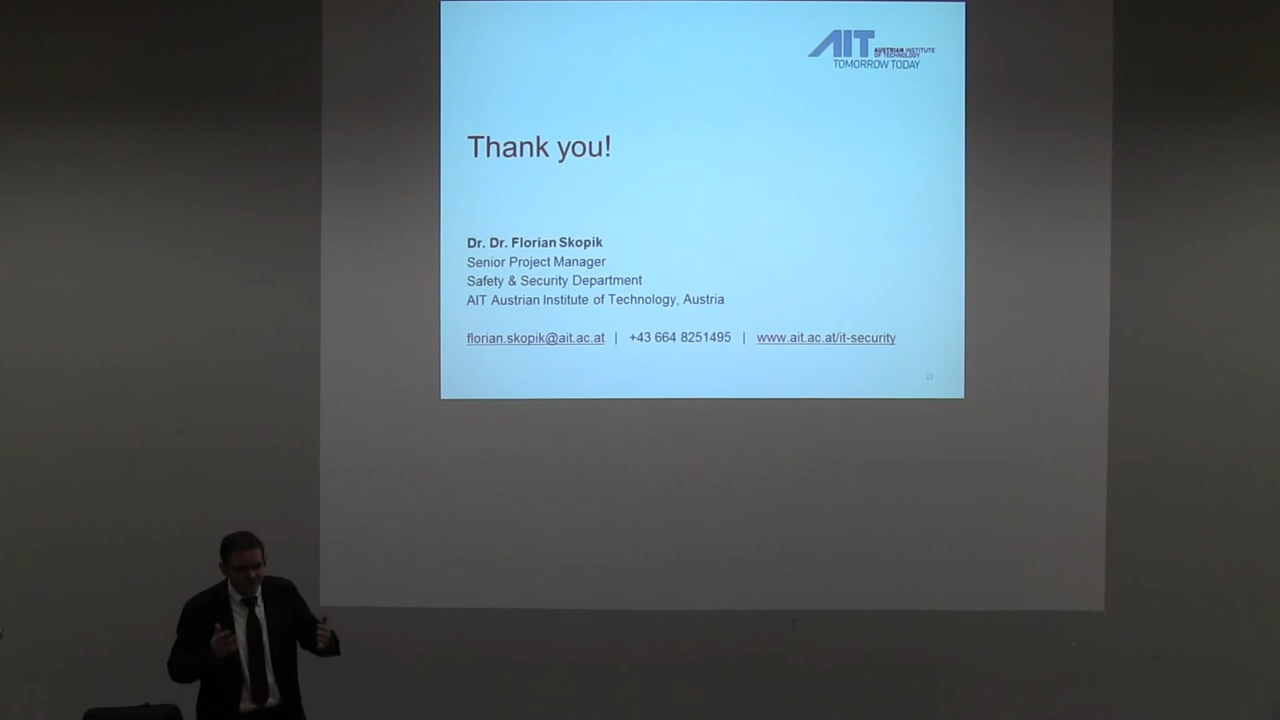 AIT
AUSTRIAN INSTITUTE
OF TECHNOLOGY
TOMORROW TODAY
Thank you!
Dr. Dr. Florian Skopik
Senior Project Manager
Safety & Security Department
AIT Austrian Institute of Technology, Austria
florian.skopik@ait.ac.at | +43 664 8251495 | www.ait.ac.at/it-security